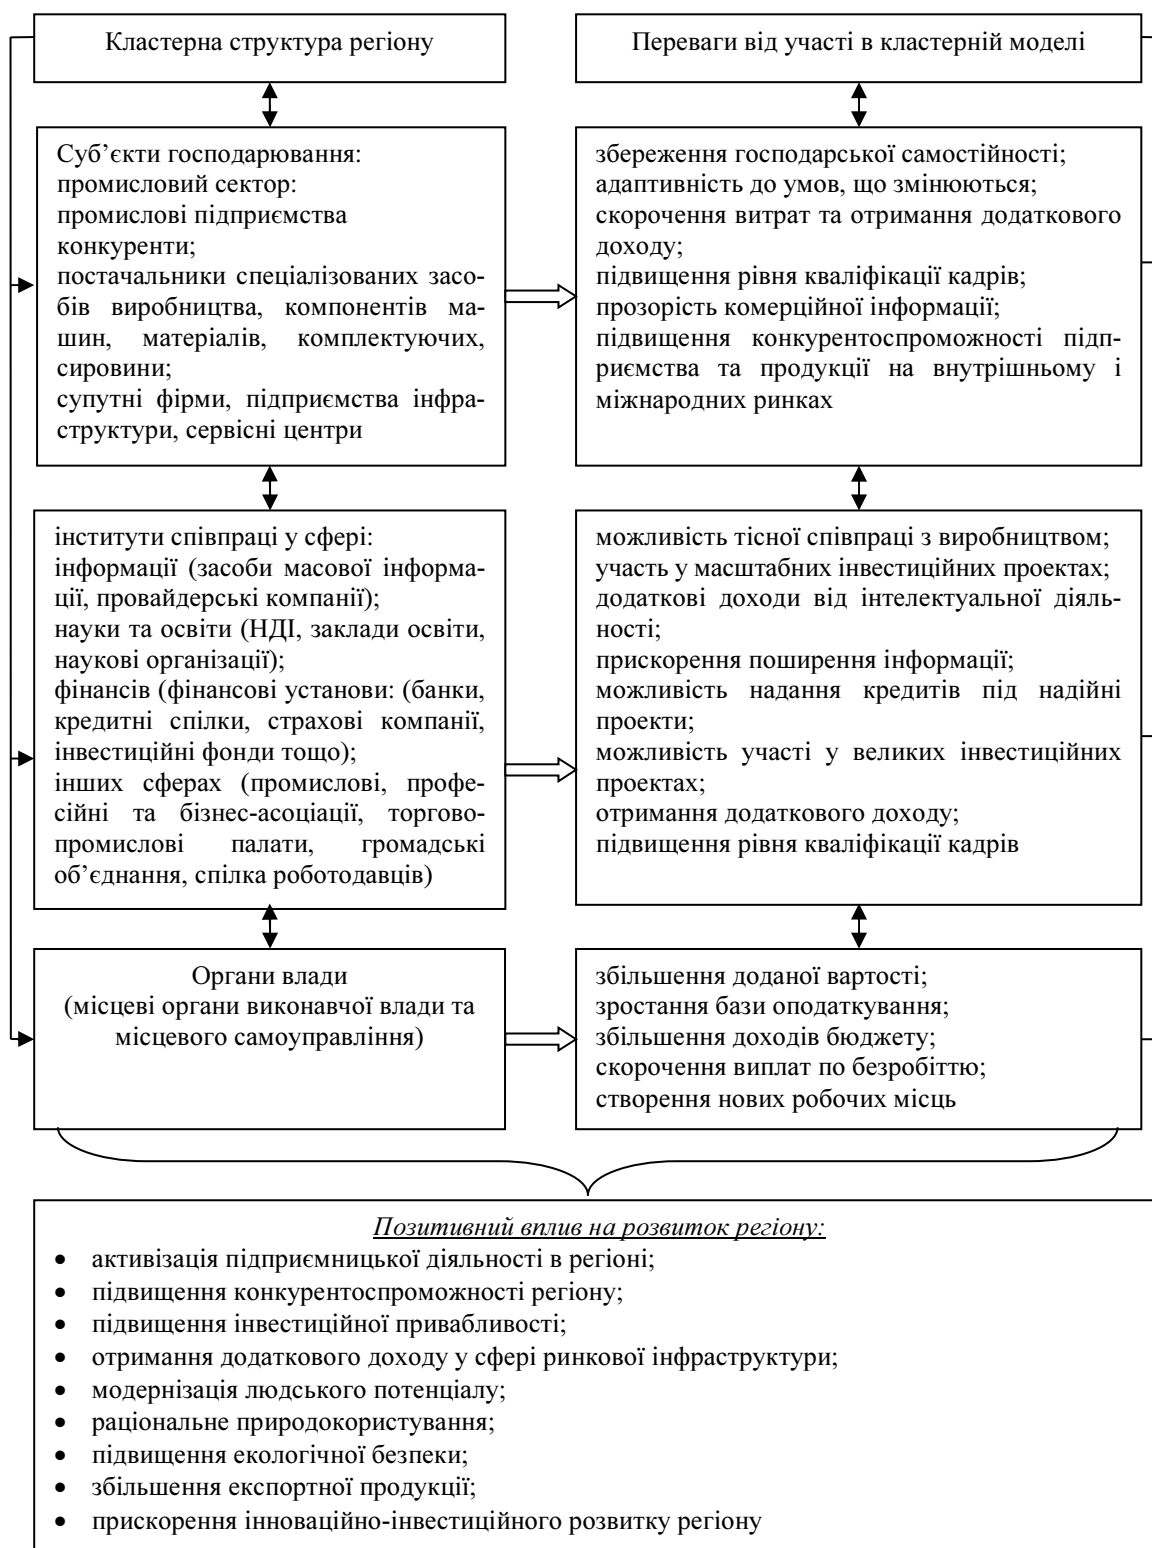 Кластерна структура регіону
Переваги від участі в кластерній моделі
Суб’єкти господарювання:
промисловий сектор:
промислові підприємства
конкуренти;
постачальники спеціалізованих засо-
бів виробництва, компонентів ма-
шин, матеріалів, комплектуючих,
сировини;
супутні фірми, підприємства інфра-
структури, сервісні центри
збереження господарської самостійності;
адаптивність до умов, що змінюються;
скорочення витрат та отримання додаткового
доходу;
підвищення рівня кваліфікації кадрів;
прозорість комерційної інформації;
підвищення конкурентоспроможності підп-
риємства та продукції на внутрішньому і
міжнародних ринках
інститути співпраці у сфері:
інформації (засоби масової інформа-
ції, провайдерські компанії);
науки та освіти (НДІ, заклади освіти,
наукові організації);
фінансів (фінансові установи: (банки,
кредитні спілки, страхові компанії,
інвестиційні фонди тощо);
інших сферах (промислові, профе-
сійні та бізнес-асоціації, торгово-
промислові палати, громадські
об’єднання, спілка роботодавців)
можливість тісної співпраці з виробництвом;
участь у масштабних інвестиційних проектах;
додаткові доходи від інтелектуальної діяль-
ності;
прискорення поширення інформації;
можливість надання кредитів під надійні
проекти;
можливість участі у великих інвестиційних
проектах;
отримання додаткового доходу;
підвищення рівня кваліфікації кадрів
Органи влади
(місцеві органи виконавчої влади та
місцевого самоуправління)
збільшення доданої вартості;
зростання бази оподаткування;
збільшення доходів бюджету;
скорочення виплат по безробіттю;
створення нових робочих місць
Позитивний вплив на розвиток регіону:
• активізація підприємницької діяльності в регіоні;
• підвищення конкурентоспроможності регіону;
• підвищення інвестиційної привабливості;
• отримання додаткового доходу у сфері ринкової інфраструктури;
• модернізація людського потенціалу;
• раціональне природокористування;
• підвищення екологічної безпеки;
• збільшення експортної продукції;
• прискорення інноваційно-інвестиційного розвитку регіону